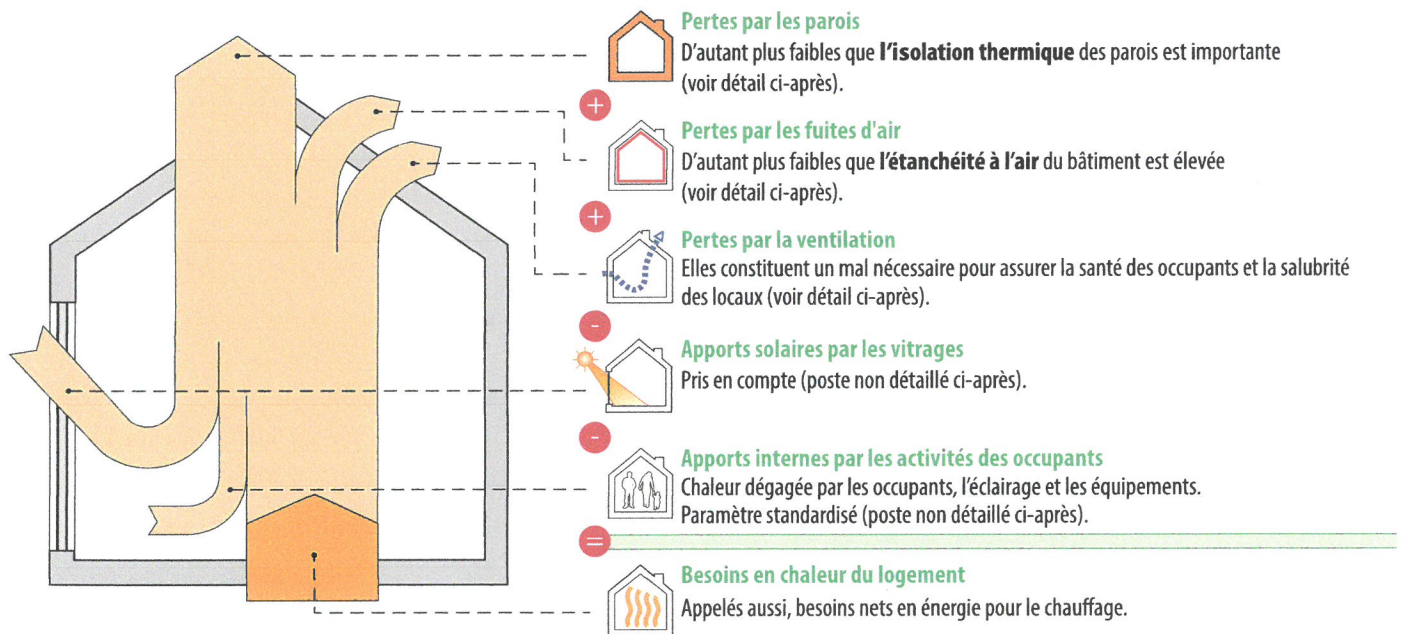 Pertes par les parois
D'autant plus faibles que l'isolation thermique des parois est importante
(voir détail ci-après).
+
Pertes par les fuites d'air
D'autant plus faibles que l'étanchéité à l'air du bâtiment est élevée
(voir détail ci-après).
+
Pertes par la ventilation
Elles constituent un mal nécessaire pour assurer la santé des occupants et la salubrité
des locaux (voir détail ci-après).
-
Apports solaires par les vitrages
Pris en compte (poste non détaillé ci-après).
-
Apports internes par les activités des occupants
Chaleur dégagée par les occupants, l'éclairage et les équipements.
Paramètre standardisé (poste non détaillé ci-après).
=
Besoins en chaleur du logement
Appelés aussi, besoins nets en énergie pour le chauffage.